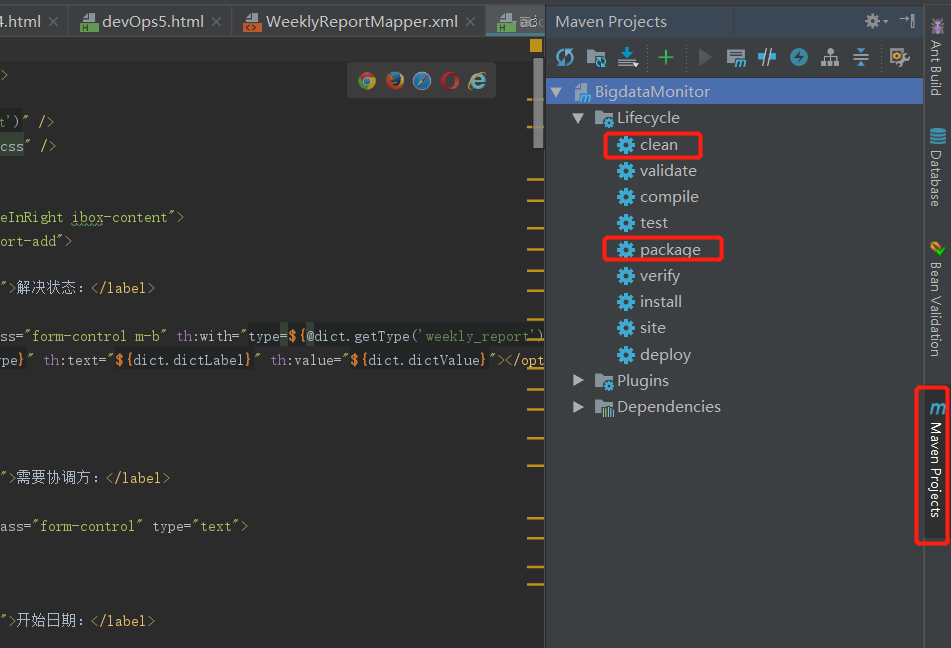 4.html
devOps5.html
WeeklyReportMapper.xml
Maven Projects
>
t')" />
css" />
eInRight ibox-content">
ort-add">
">解决状态：</label>
ss="form-control m-b" th:with="type=${@dict.getType('weekly_report')
ype}" th:text="${dict.dictLabel}" th:value="${dict.dictValue}"></opt
">需要协调方：</label>
ass="form-control" type="text">
">开始日期：</label>
BigdataMonitor
Lifecycle
clean
validate
compile
test
package
verify
install
site
deploy
Plugins
Dependencies
Ant Build
Database
Bean Validation
Maven Projects